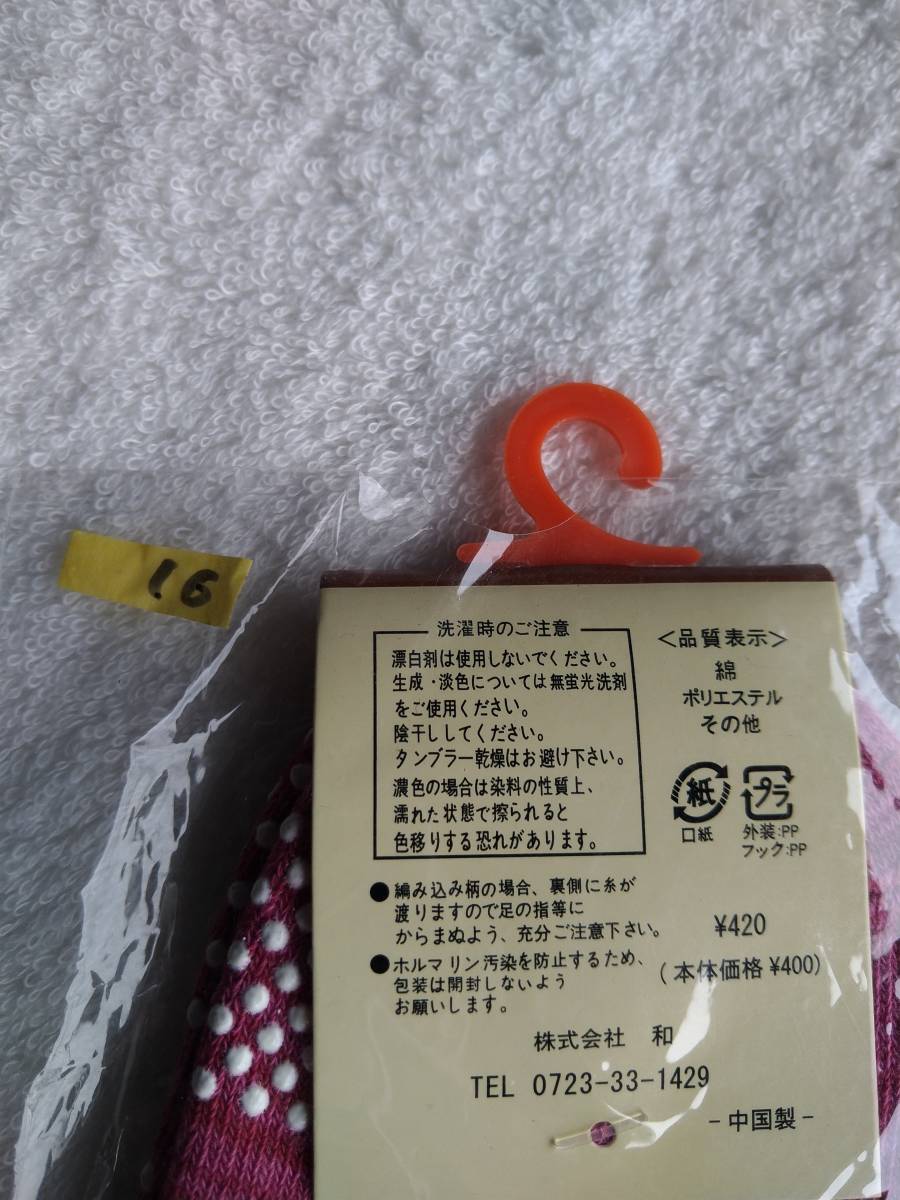 16
洗濯時のご注意
漂白剤は使用しないでください。
生成・淡色については無蛍光洗剤
をご使用ください。
陰干ししてください。
タンブラー乾燥はお避け下さい。
濃色の場合は染料の性質上、
濡れた状態で擦られると
色移りする恐れがあります。
<品質表示>
綿
ポリエステル
その他
紙
プラ
口紙
外装:PP
フック:PP
●編み込み柄の場合、裏側に糸が
渡りますので足の指等に
からまぬよう、充分ご注意下さい。
●ホルマリン汚染を防止するため、
包装は開封しないよう
お願いします。
¥420
(本体価格¥400)
株式会社 和
TEL 0723-33-1429
-中国製-